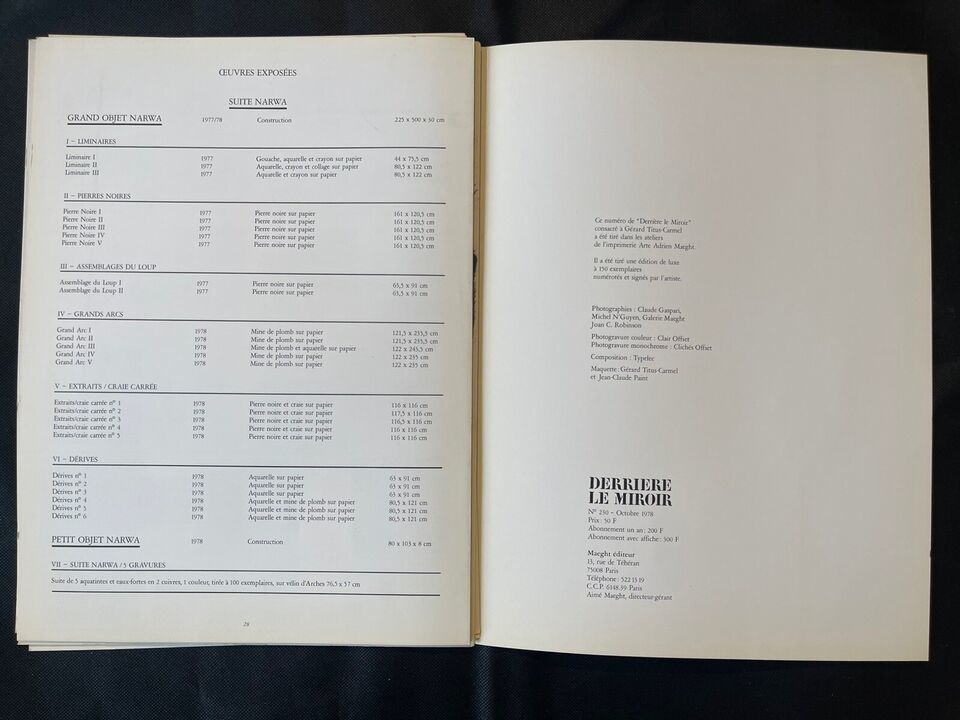 ŒUVRES EXPOSÉES
SUITE NARWA
GRAND OBJET NARWA 1977/78 Construction 225 x 500 x 30 cm
I – LIMINAIRES
Liminaire I 1977 Gouache, aquarelle et crayon sur papier 44 x 75,5 cm
Liminaire II 1977 Aquarelle, crayon et collage sur papier 80,5 x 122 cm
Liminaire III 1977 Aquarelle et crayon sur papier 80,5 x 122 cm
II – PIERRES NOIRES
Pierre Noire I 1977 Pierre noire sur papier 161 x 120,5 cm
Pierre Noire II 1977 Pierre noire sur papier 161 x 120,5 cm
Pierre Noire III 1977 Pierre noire sur papier 161 x 120,5 cm
Pierre Noire IV 1977 Pierre noire sur papier 161 x 120,5 cm
Pierre Noire V 1977 Pierre noire sur papier 161 x 120,5 cm
III – ASSEMBLAGES DU LOUP
Assemblage du Loup I 1977 Pierre noire sur papier 63,5 x 91 cm
Assemblage du Loup II 1977 Pierre noire sur papier 63,5 x 91 cm
IV – GRANDS ARCS
Grand Arc I 1978 Mine de plomb sur papier 121,5 x 233,5 cm
Grand Arc II 1978 Mine de plomb sur papier 121,5 x 233,5 cm
Grand Arc III 1978 Mine de plomb et aquarelle sur papier 122 x 243,5 cm
Grand Arc IV 1978 Mine de plomb sur papier 122 x 235 cm
Grand Arc V 1978 Mine de plomb sur papier 122 x 235 cm
V – EXTRAITS / CRAIE CARRÉE
Extraits/craie carrée nº 1 1978 Pierre noire et craie sur papier 116 x 116 cm
Extraits/craie carrée nº 2 1978 Pierre noire et craie sur papier 117,5 x 116 cm
Extraits/craie carrée nº 3 1978 Pierre noire et craie sur papier 116,5 x 116 cm
Extraits/craie carrée nº 4 1978 Pierre noire et craie sur papier 116 x 116 cm
Extraits/craie carrée nº 5 1978 Pierre noire et craie sur papier 116 x 116 cm
VI – DÉRIVES
Dérives nº 1 1978 Aquarelle sur papier 63 x 91 cm
Dérives nº 2 1978 Aquarelle sur papier 63 x 91 cm
Dérives nº 3 1978 Aquarelle sur papier 63 x 91 cm
Dérives nº 4 1978 Aquarelle et mine de plomb sur papier 80,5 x 121 cm
Dérives nº 5 1978 Aquarelle et mine de plomb sur papier 80,5 x 121 cm
Dérives nº 6 1978 Aquarelle et mine de plomb sur papier 80,5 x 121 cm
PETIT OBJET NARWA 1978 Construction 80 x 103 x 8 cm
VII – SUITE NARWA / 5 GRAVURES
Suite de 5 aquatintes et eaux-fortes en 2 cuivres, 1 couleur, tirée à 100 exemplaires, sur vélin d'Arches 76,5 x 57 cm
28
Ce numéro de "Derrière le Miroir"
consacré à Gérard Titus-Carmel
a été tiré dans les ateliers
de l'imprimerie Arte Adrien Maeght.
Il a été tiré une édition de luxe
à 150 exemplaires
numérotés et signés par l'artiste.
Photographies : Claude Gaspari,
Michel N'Guyen, Galerie Maeght
Joan C. Robinson
Photogravure couleur : Clair Offset
Photogravure monochrome : Clichés Offset
Composition : Typelec
Maquette : Gérard Titus-Carmel
et Jean-Claude Paint
DERRIERE
LE MIROIR
Nº 230 – Octobre 1978
Prix : 50 F
Abonnement un an : 200 F
Abonnement avec affiche : 300 F
Maeght éditeur
13, rue de Téhéran
75008 Paris
Téléphone : 522 13 19
C.C.P. 6148.39 Paris
Aimé Maeght, directeur-gérant